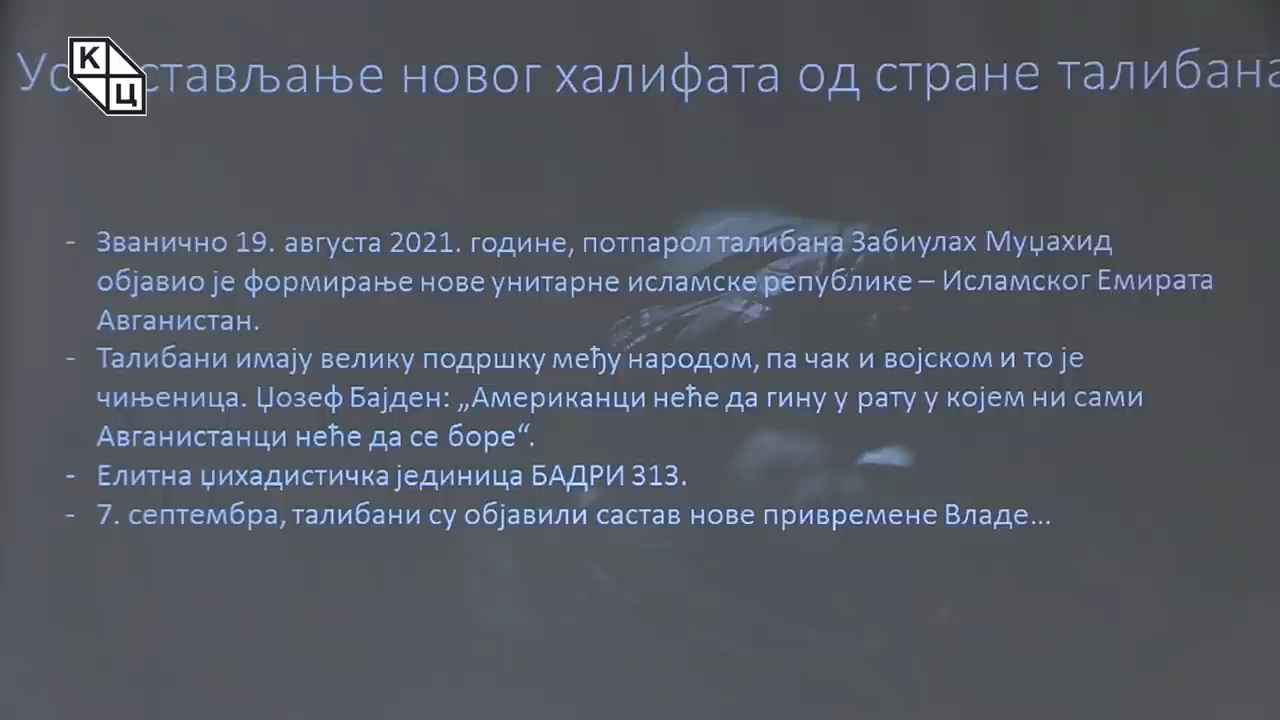 КЦ
стављање новог халифата од стране талибана
- Званично 19. августа 2021. године, потпарол талибана Забиулах Муџахид
објавио је формирање нове унитарне исламске републике – Исламског Емирата
Авганистан.
- Талибани имају велику подршку међу народом, па чак и војском и то је
чињеница. Џозеф Бајден: „Американци неће да гину у рату у којем ни сами
Авганистанци неће да се боре“.
- Елитна џихадистичка јединица БАДРИ 313.
- 7. септембра, талибани су објавили састав нове привремене Владе...